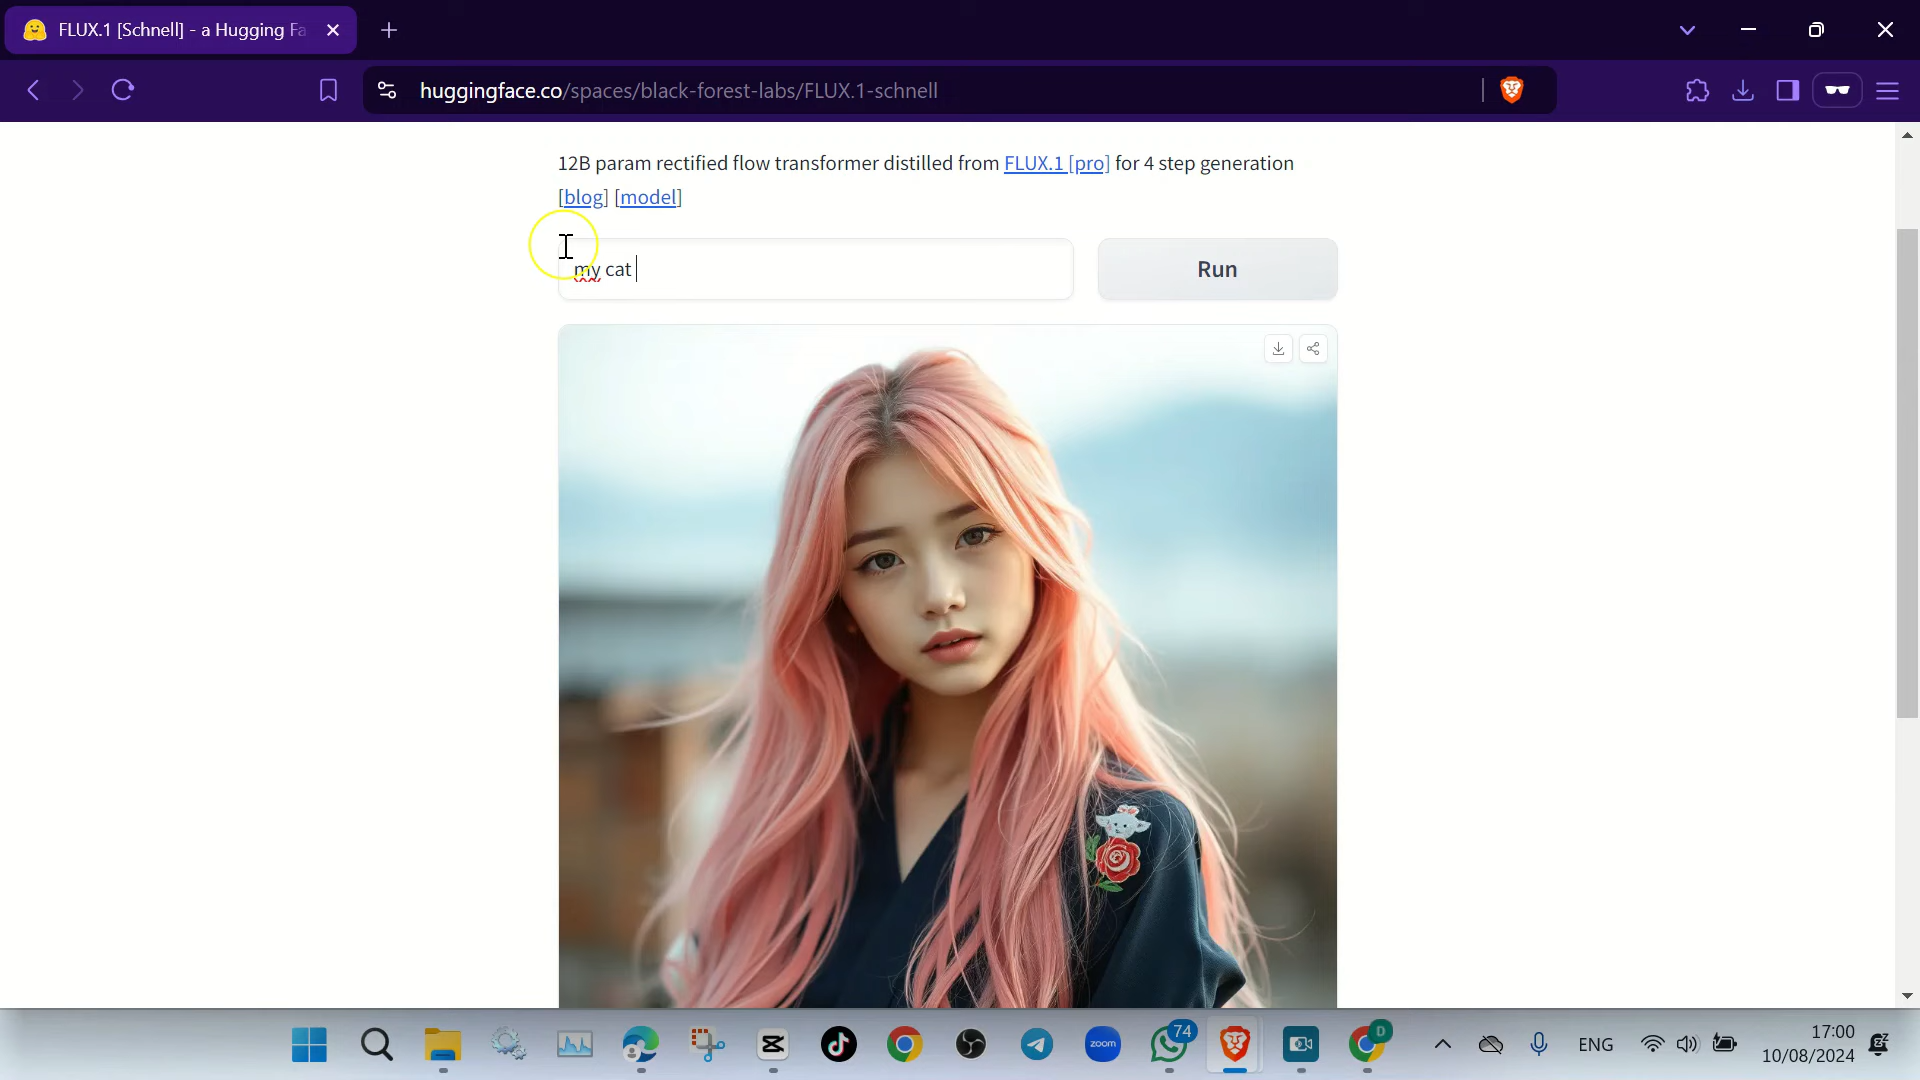 FLUX.1 [Schnell] - a Hugging Fa
huggingface.co/spaces/black-forest-labs/FLUX.1-schnell
12B param rectified flow transformer distilled from FLUX.1 [pro] for 4 step generation
[blog] [model]
my cat
Run
zoom
74
D
ENG
17:00
10/08/2024